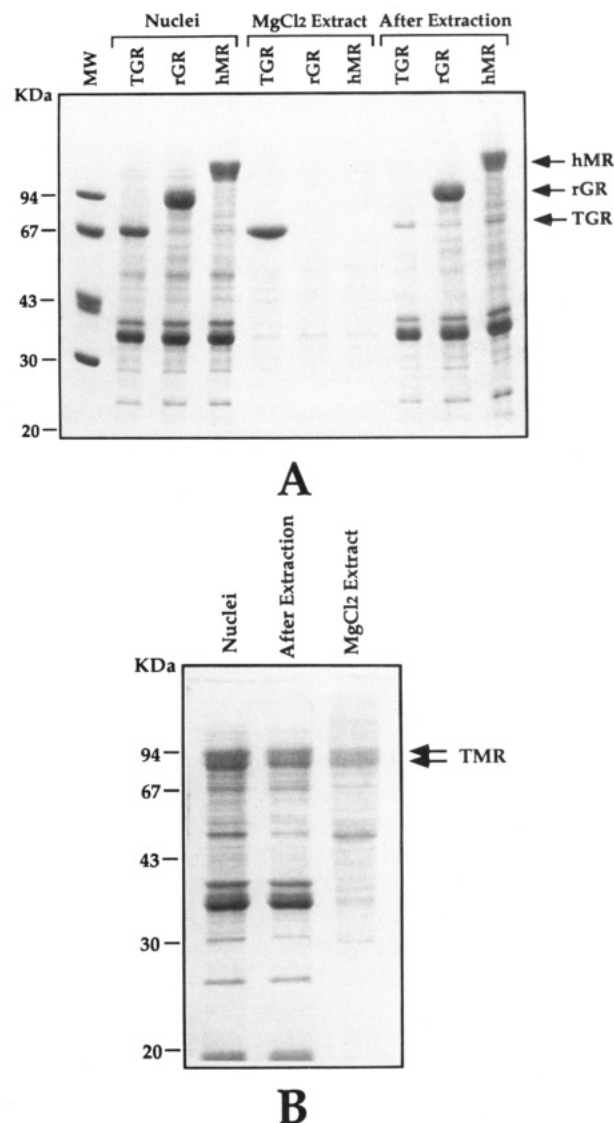 Nuclei MgCl2 Extract After Extraction
MW TGR rGR hMR TGR rGR hMR TGR rGR hMR
KDa
hMR
94
rGR
67
TGR
43
30
20
A
Nuclei After Extraction MgCl2 Extract
KDa
94
TMR
67
43
30
20
B